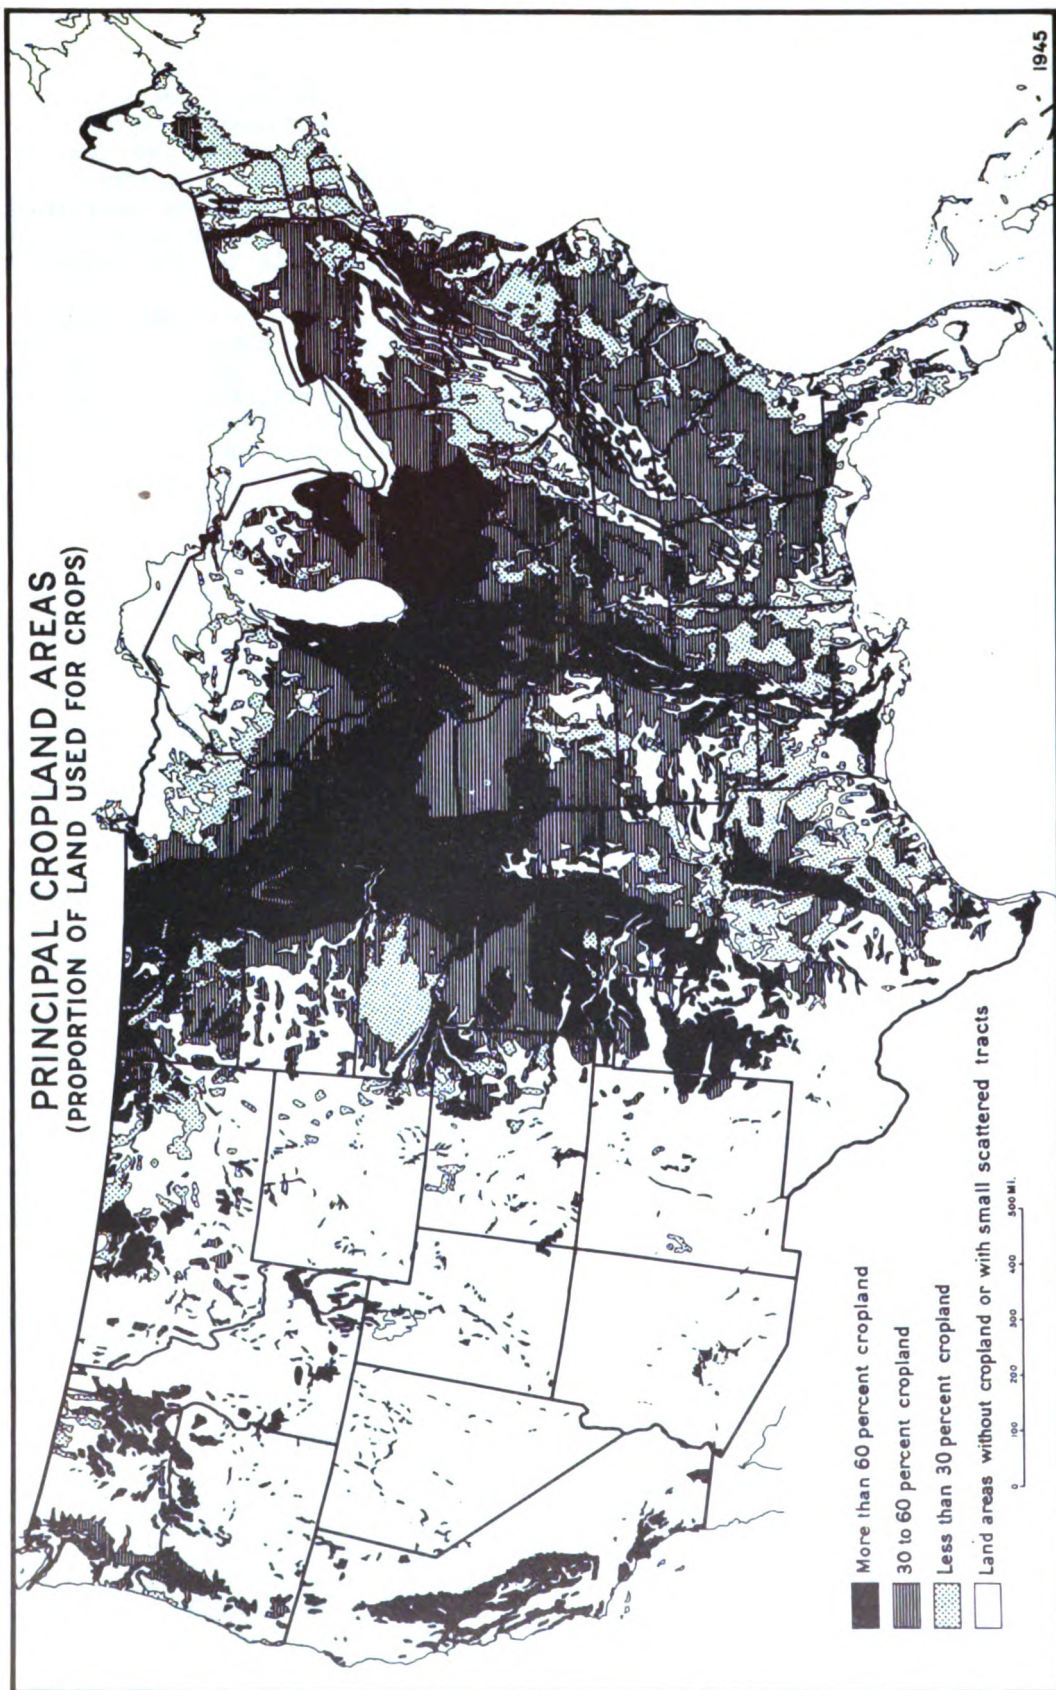 PRINCIPAL CROPLAND AREAS
(PROPORTION OF LAND USED FOR CROPS)
More than 60 percent cropland
30 to 60 percent cropland
Less than 30 percent cropland
Land areas without cropland or with small scattered tracts
0 100 200 300 400 500 MI.
1945